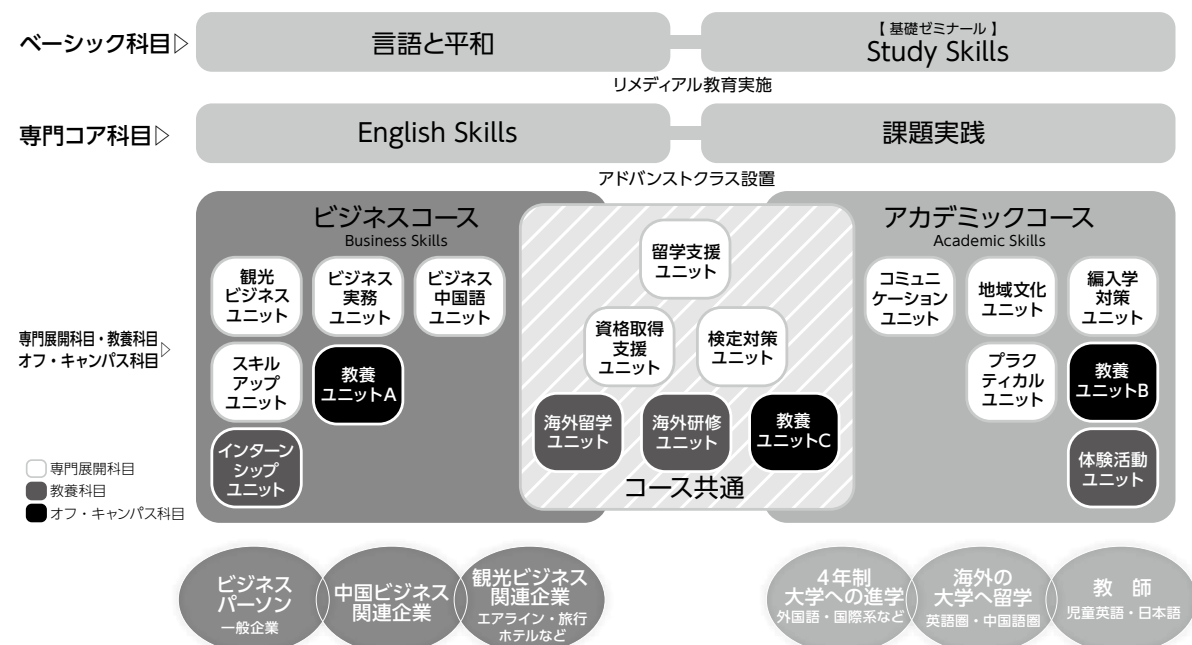 ベーシック科目▷
言語と平和
【 基礎ゼミナール 】
Study Skills
リメディアル教育実施
専門コア科目▷
English Skills
課題実践
アドバンストクラス設置
専門展開科目・教養科目
オフ・キャンパス科目▷
ビジネスコース
Business Skills
観光
ビジネス
ユニット
ビジネス
実務
ユニット
ビジネス
中国語
ユニット
スキル
アップ
ユニット
教養
ユニットA
インターン
シップ
ユニット
留学支援
ユニット
資格取得
支援
ユニット
検定対策
ユニット
海外留学
ユニット
海外研修
ユニット
教養
ユニットC
コース共通
アカデミックコース
Academic Skills
コミュニ
ケーション
ユニット
地域文化
ユニット
編入学
対策
ユニット
プラク
ティカル
ユニット
教養
ユニットB
体験活動
ユニット
専門展開科目
教養科目
オフ・キャンパス科目
ビジネス
パーソン
一般企業
中国ビジネス
関連企業
観光ビジネス
関連企業
エアライン・旅行
ホテルなど
4年制
大学への進学
外国語・国際系など
海外の
大学へ留学
英語圏・中国語圏
教　師
児童英語・日本語